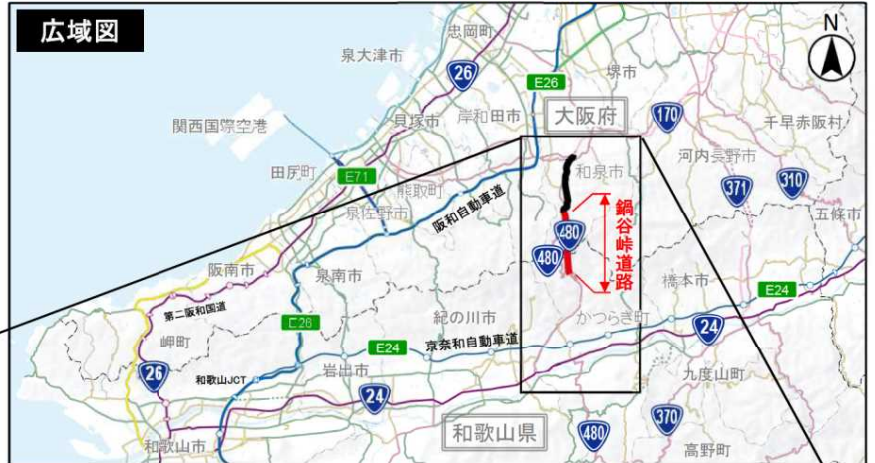 広域図
N
忠岡町
泉大津市
26
堺市
E26
関西国際空港
貝塚市
岸和田市
大阪府
170
千早赤阪村
田尻町
E71
熊取町
和泉市
河内長野市
371
310
泉佐野市
阪和自動車道
鍋谷峠道路
480
480
五條市
阪南市
泉南市
橋本市
E24
第二阪和国道
岬町
E26
紀の川市
かつらぎ町
24
京奈和自動車道
E24
和歌山JCT
岩出市
26
24
九度山町
和歌山市
和歌山県
480
370
高野町